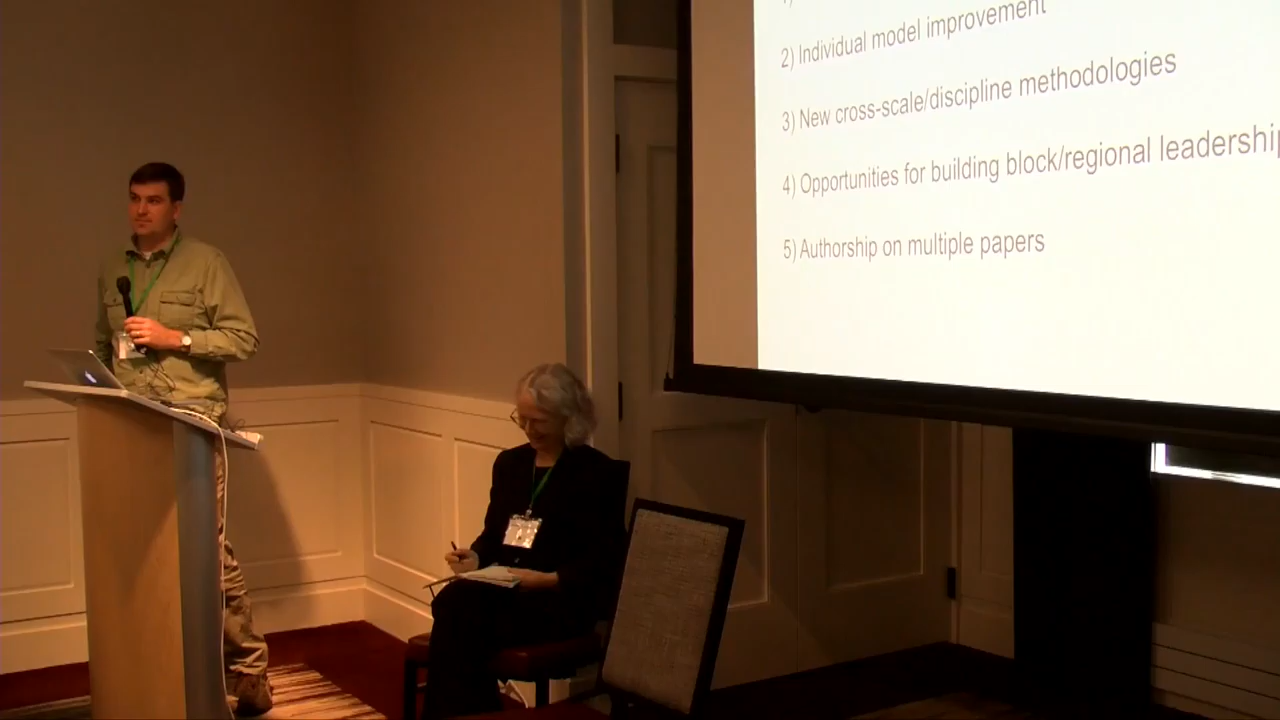 2) Individual model improvement
3) New cross-scale/discipline methodologies
4) Opportunities for building block/regional leadership
5) Authorship on multiple papers